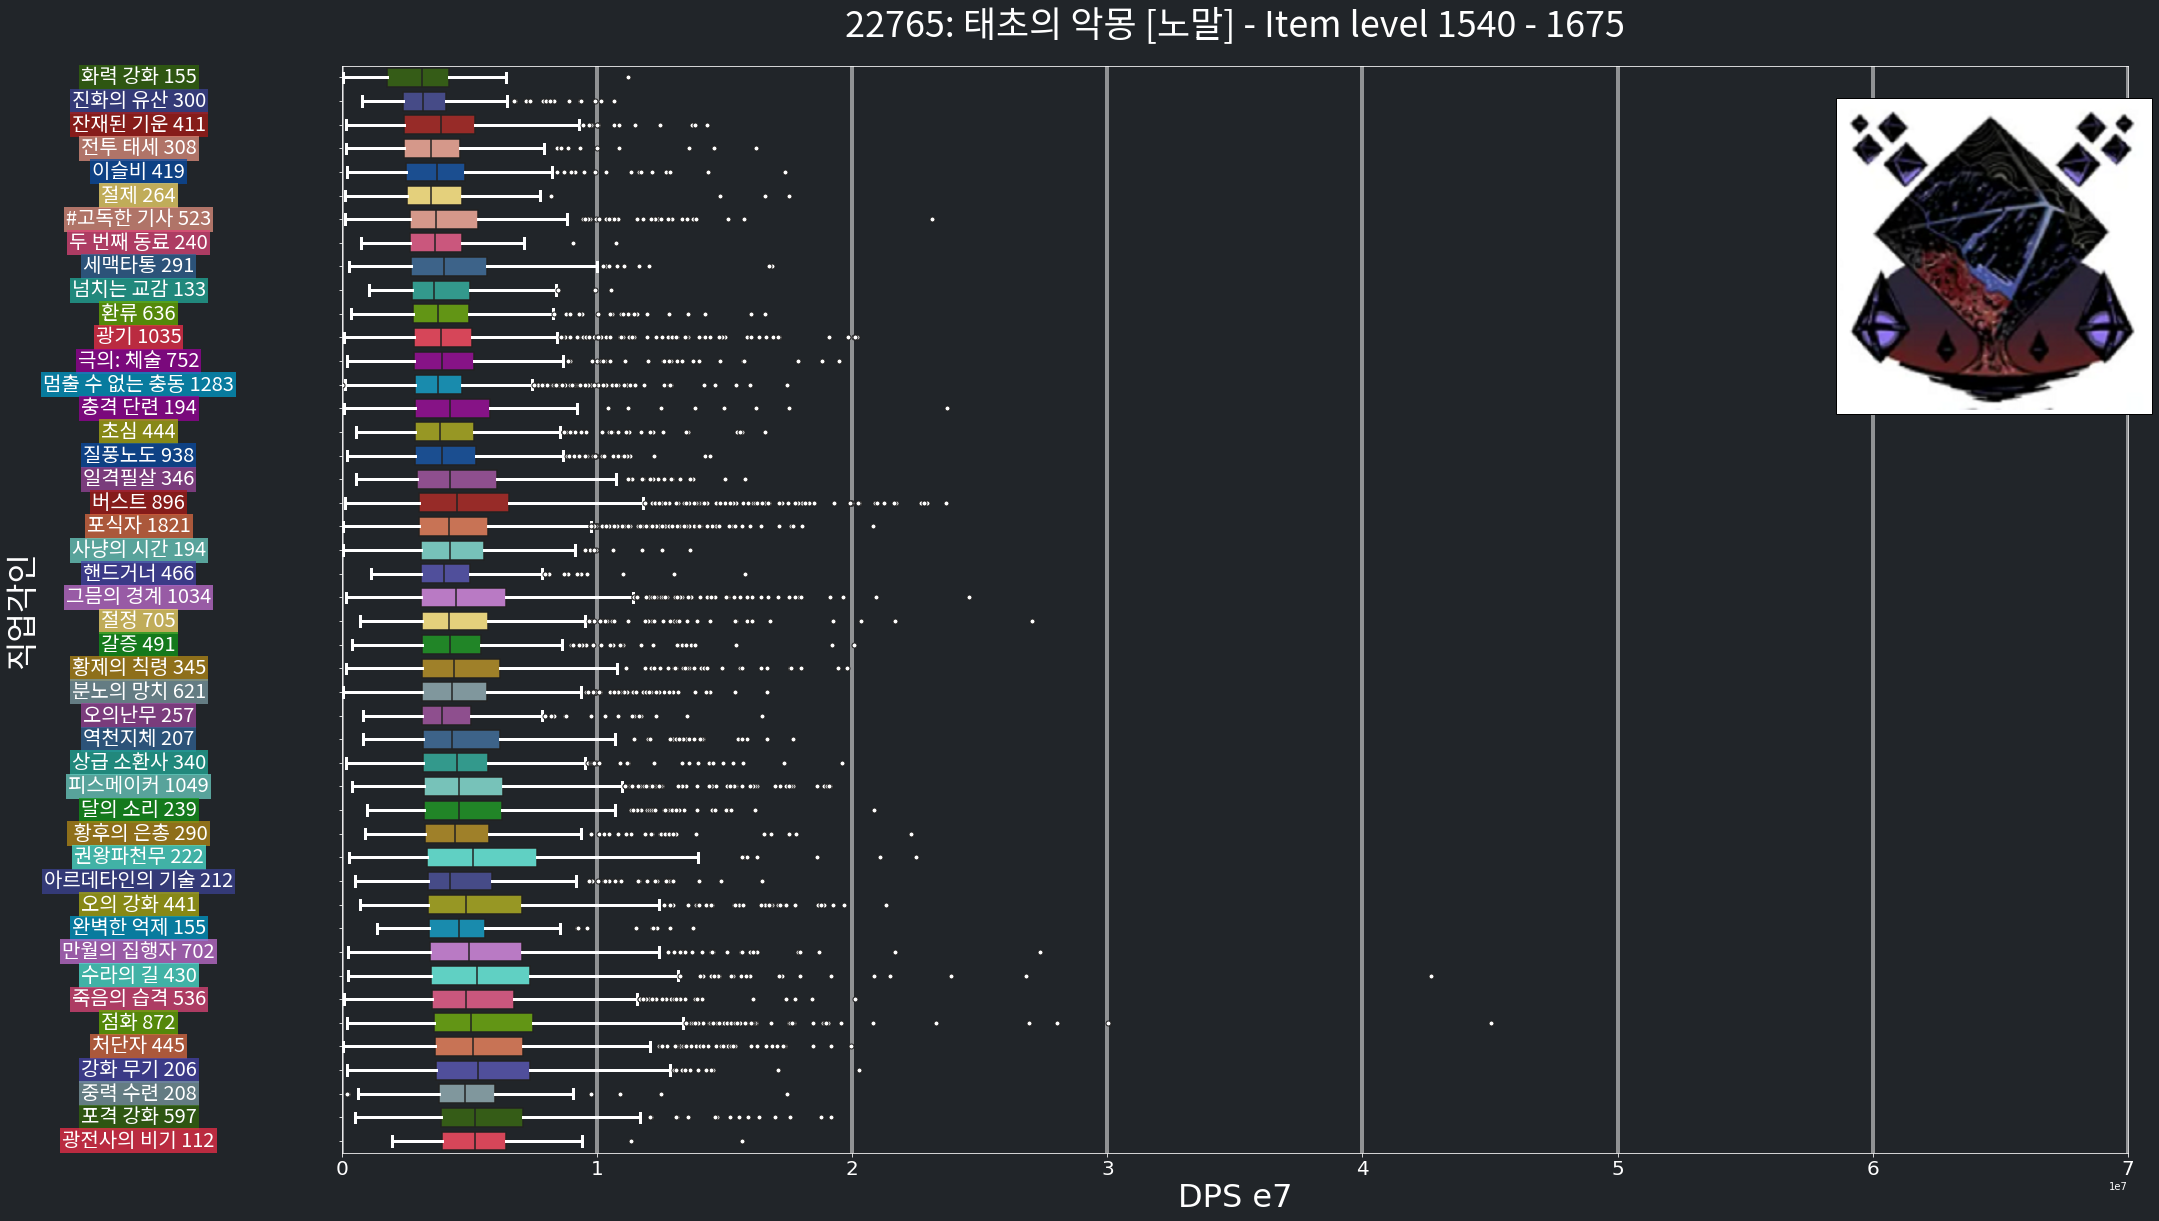 22765: 태초의 악몽 [노말] - Item level 1540 - 1675
화력 강화 155
진화의 유산 300
잔재된 기운 411
전투 태세 308
이슬비 419
절제 264
#고독한 기사 523
두 번째 동료 240
세맥타통 291
넘치는 교감 133
환류 636
광기 1035
극의: 체술 752
멈출 수 없는 충동 1283
충격 단련 194
초심 444
질풍노도 938
일격필살 346
버스트 896
포식자 1821
사냥의 시간 194
핸드거너 466
그믐의 경계 1034
절정 705
갈증 491
황제의 칙령 345
분노의 망치 621
오의난무 257
역천지체 207
상급 소환사 340
피스메이커 1049
달의 소리 239
황후의 은총 290
권왕파천무 222
아르데타인의 기술 212
오의 강화 441
완벽한 억제 155
만월의 집행자 702
수라의 길 430
죽음의 습격 536
점화 872
처단자 445
강화 무기 206
중력 수련 208
포격 강화 597
광전사의 비기 112
직업각인
0 1 2 3 4 5 6 7
1e7
DPS e7